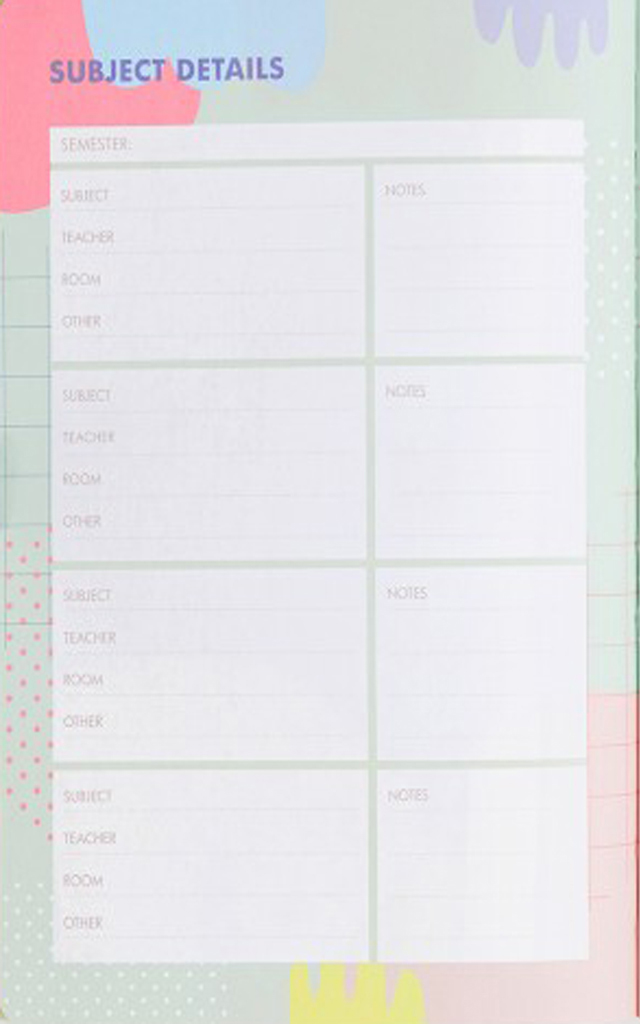 SUBJECT DETAILS
SEMESTER:
SUBJECT
NOTES
TEACHER
ROOM
OTHER
SUBJECT
NOTES
TEACHER
ROOM
OTHER
SUBJECT
NOTES
TEACHER
ROOM
OTHER
SUBJECT
NOTES
TEACHER
ROOM
OTHER